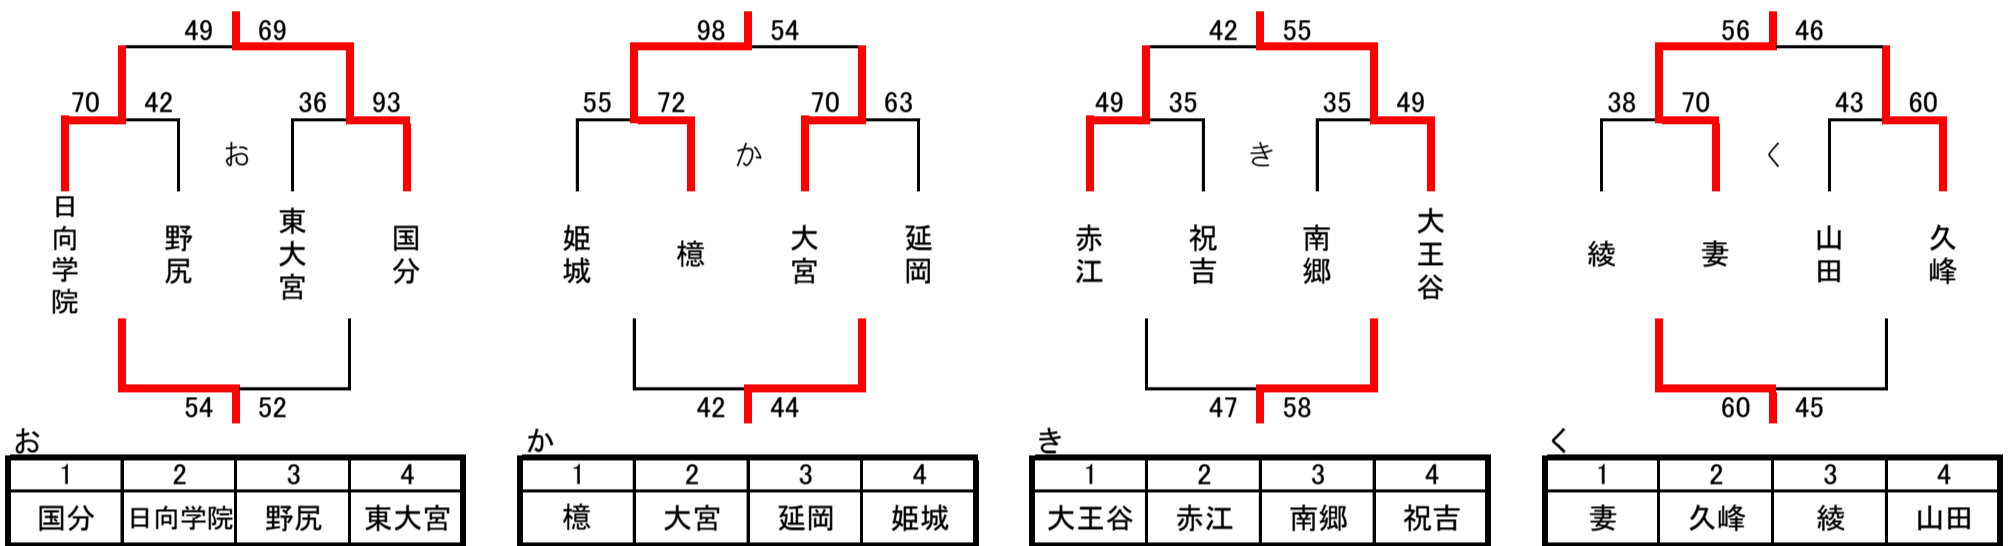 49 69
98 54
42 55
56 46
70 42 36 93
55 72 70 63
49 35 35 49
38 70 43 60
お
か
き
く
日向学院
野尻
東大宮
国分
姫城
檍
大宮
延岡
赤江
祝吉
南郷
大王谷
綾
妻
山田
久峰
54 52
42 44
47 58
60 45
お
1 2 3 4
国分 日向学院 野尻 東大宮
か
1 2 3 4
檍 大宮 延岡 姫城
き
1 2 3 4
大王谷 赤江 南郷 祝吉
く
1 2 3 4
妻 久峰 綾 山田